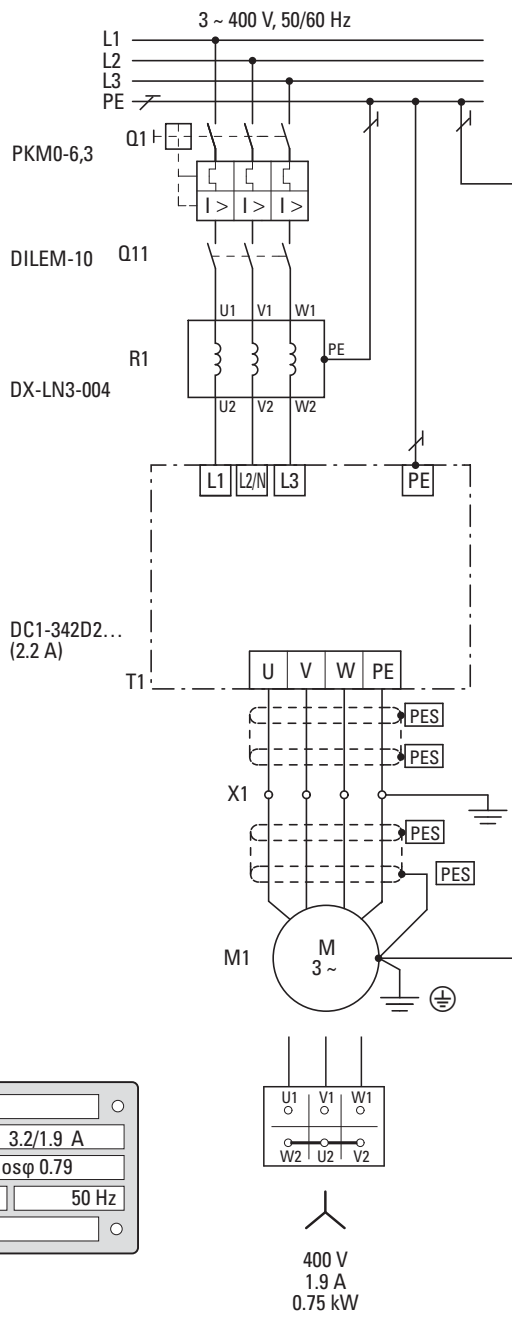 3 ~ 400 V, 50/60 Hz
L1
L2
L3
PE
Q1
PKM0-6,3
I > I > I >
DILEM-10 Q11
U1 V1 W1
R1
PE
DX-LN3-004
U2 V2 W2
L1 L2/N L3 PE
DC1-342D2…
(2.2 A)
T1
U V W PE
PES
PES
X1
PES
PES
M1
M
3 ~
U1 V1 W1
W2 U2 V2
3.2/1.9 A
osφ 0.79
50 Hz
400 V
1.9 A
0.75 kW